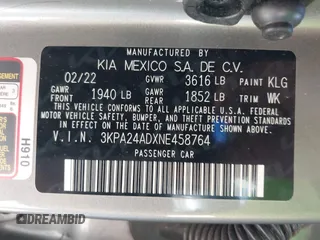 MANUFACTURED BY
KIA MEXICO S.A. DE C.V.
02/22 GVWR 3616 LB PAINT KLG
GAWR FRONT 1940 LB GAWR REAR 1852 LB TRIM WK
THIS VEHICLE CONFORMS TO ALL APPLICABLE U.S. FEDERAL
MOTOR VEHICLE SAFETY, BUMPER, AND THEFT PREVENTION
STANDARDS IN EFFECT ON THE DATE OF MANUFACTURE SHOWN ABOVE.
V.I.N. 3KPA24ADXNE458764
PASSENGER CAR
H910
DREAMBID